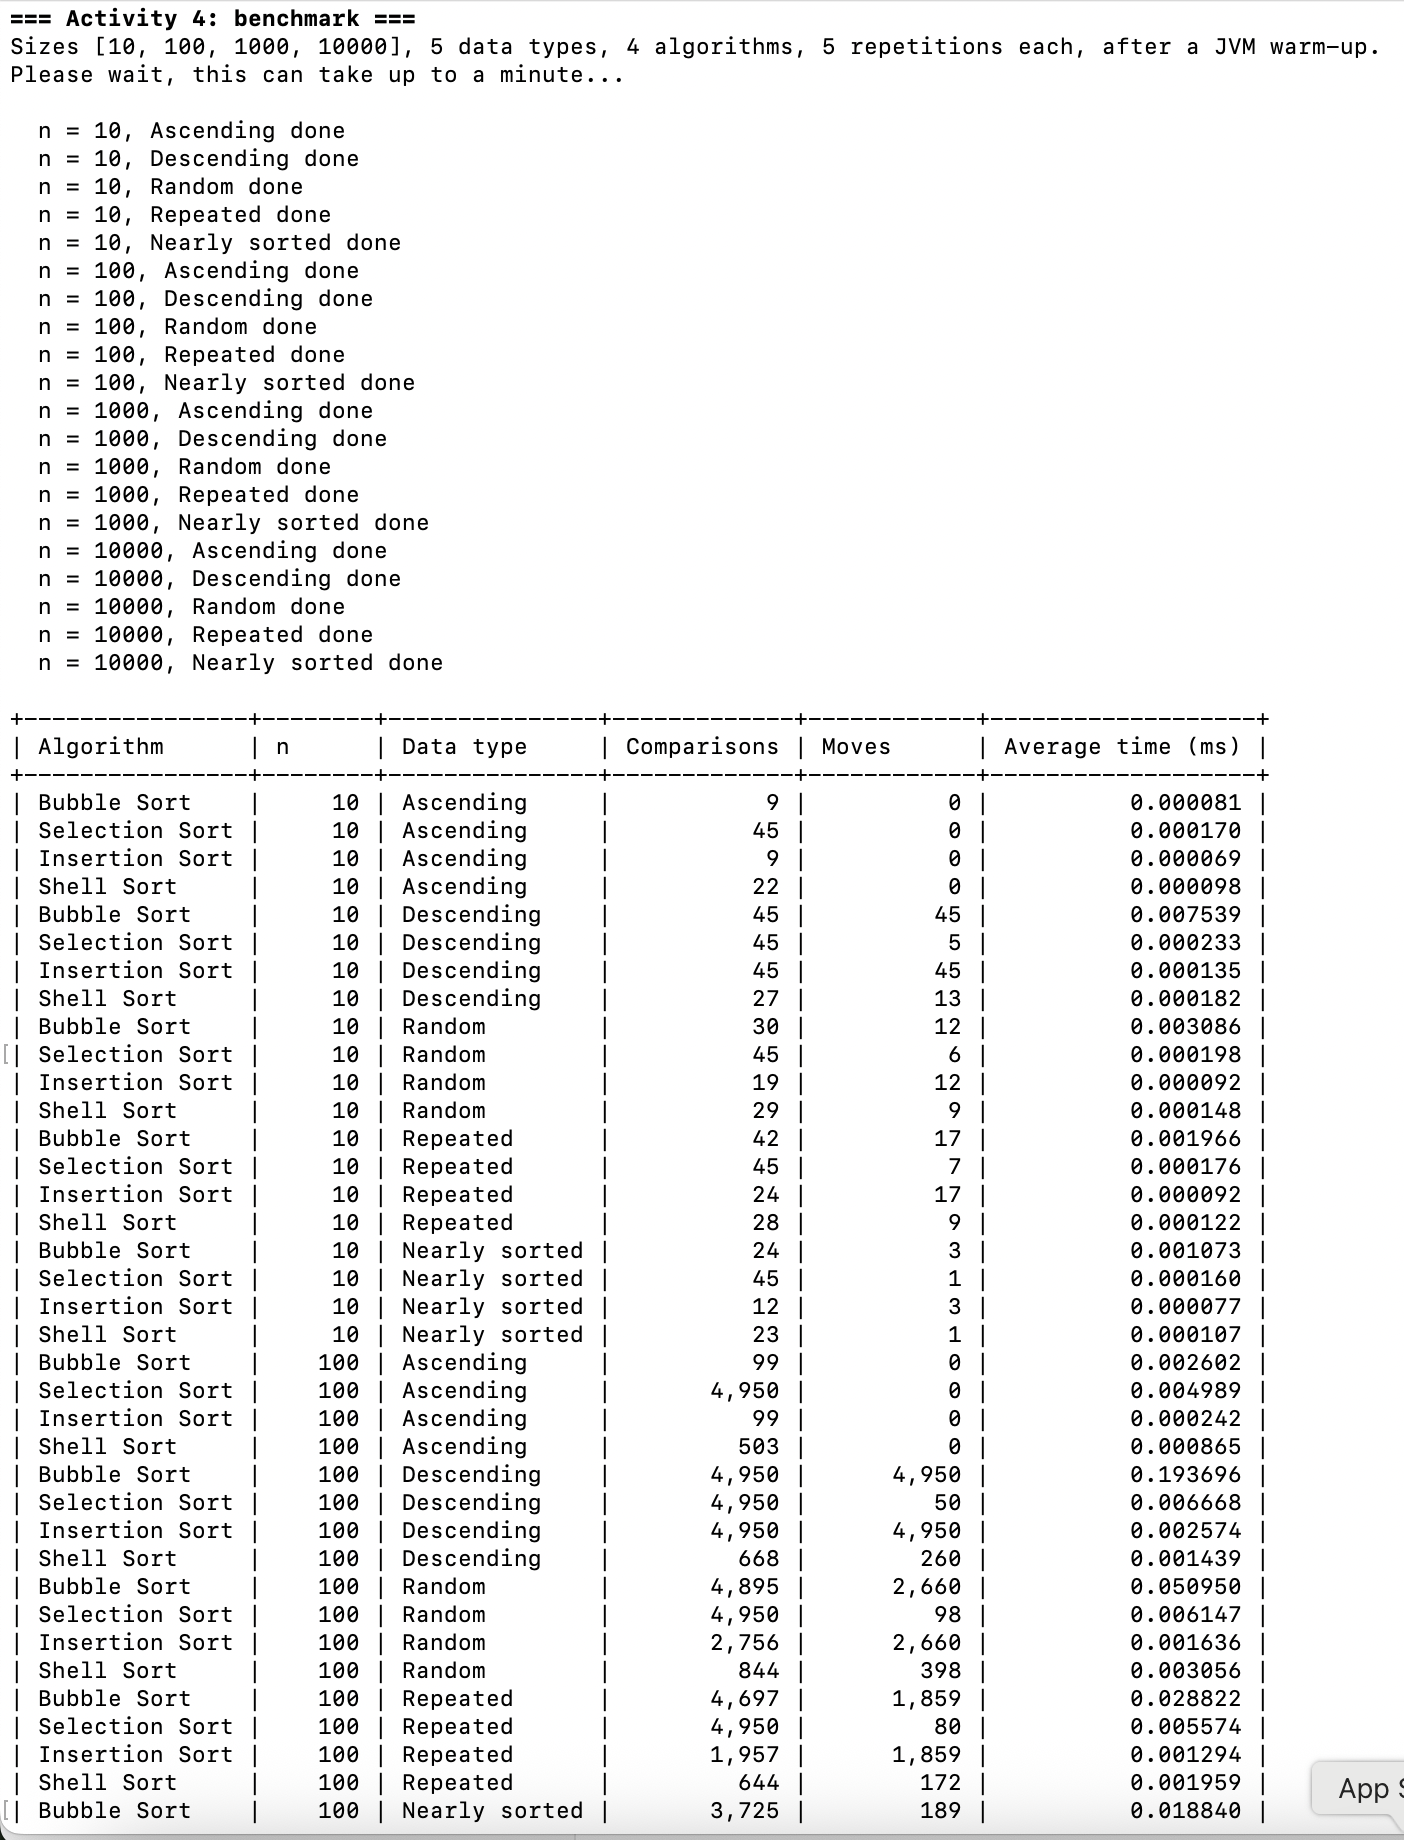 === Activity 4: benchmark ===
Sizes [10, 100, 1000, 10000], 5 data types, 4 algorithms, 5 repetitions each, after a JVM warm-up.
Please wait, this can take up to a minute...
n = 10, Ascending done
n = 10, Descending done
n = 10, Random done
n = 10, Repeated done
n = 10, Nearly sorted done
n = 100, Ascending done
n = 100, Descending done
n = 100, Random done
n = 100, Repeated done
n = 100, Nearly sorted done
n = 1000, Ascending done
n = 1000, Descending done
n = 1000, Random done
n = 1000, Repeated done
n = 1000, Nearly sorted done
n = 10000, Ascending done
n = 10000, Descending done
n = 10000, Random done
n = 10000, Repeated done
n = 10000, Nearly sorted done
+----------------+--------+---------------+-------------+------------+-------------------+
| Algorithm | n | Data type | Comparisons | Moves | Average time (ms) |
+----------------+--------+---------------+-------------+------------+-------------------+
| Bubble Sort | 10 | Ascending | 9 | 0 | 0.000081 |
| Selection Sort | 10 | Ascending | 45 | 0 | 0.000170 |
| Insertion Sort | 10 | Ascending | 9 | 0 | 0.000069 |
| Shell Sort | 10 | Ascending | 22 | 0 | 0.000098 |
| Bubble Sort | 10 | Descending | 45 | 45 | 0.007539 |
| Selection Sort | 10 | Descending | 45 | 5 | 0.000233 |
| Insertion Sort | 10 | Descending | 45 | 45 | 0.000135 |
| Shell Sort | 10 | Descending | 27 | 13 | 0.000182 |
| Bubble Sort | 10 | Random | 30 | 12 | 0.003086 |
[| Selection Sort | 10 | Random | 45 | 6 | 0.000198 |
| Insertion Sort | 10 | Random | 19 | 12 | 0.000092 |
| Shell Sort | 10 | Random | 29 | 9 | 0.000148 |
| Bubble Sort | 10 | Repeated | 42 | 17 | 0.001966 |
| Selection Sort | 10 | Repeated | 45 | 7 | 0.000176 |
| Insertion Sort | 10 | Repeated | 24 | 17 | 0.000092 |
| Shell Sort | 10 | Repeated | 28 | 9 | 0.000122 |
| Bubble Sort | 10 | Nearly sorted | 24 | 3 | 0.001073 |
| Selection Sort | 10 | Nearly sorted | 45 | 1 | 0.000160 |
| Insertion Sort | 10 | Nearly sorted | 12 | 3 | 0.000077 |
| Shell Sort | 10 | Nearly sorted | 23 | 1 | 0.000107 |
| Bubble Sort | 100 | Ascending | 99 | 0 | 0.002602 |
| Selection Sort | 100 | Ascending | 4,950 | 0 | 0.004989 |
| Insertion Sort | 100 | Ascending | 99 | 0 | 0.000242 |
| Shell Sort | 100 | Ascending | 503 | 0 | 0.000865 |
| Bubble Sort | 100 | Descending | 4,950 | 4,950 | 0.193696 |
| Selection Sort | 100 | Descending | 4,950 | 50 | 0.006668 |
| Insertion Sort | 100 | Descending | 4,950 | 4,950 | 0.002574 |
| Shell Sort | 100 | Descending | 668 | 260 | 0.001439 |
| Bubble Sort | 100 | Random | 4,895 | 2,660 | 0.050950 |
| Selection Sort | 100 | Random | 4,950 | 98 | 0.006147 |
| Insertion Sort | 100 | Random | 2,756 | 2,660 | 0.001636 |
| Shell Sort | 100 | Random | 844 | 398 | 0.003056 |
| Bubble Sort | 100 | Repeated | 4,697 | 1,859 | 0.028822 |
| Selection Sort | 100 | Repeated | 4,950 | 80 | 0.005574 |
| Insertion Sort | 100 | Repeated | 1,957 | 1,859 | 0.001294 |
| Shell Sort | 100 | Repeated | 644 | 172 | 0.001959 |
[| Bubble Sort | 100 | Nearly sorted | 3,725 | 189 | 0.018840 |
App